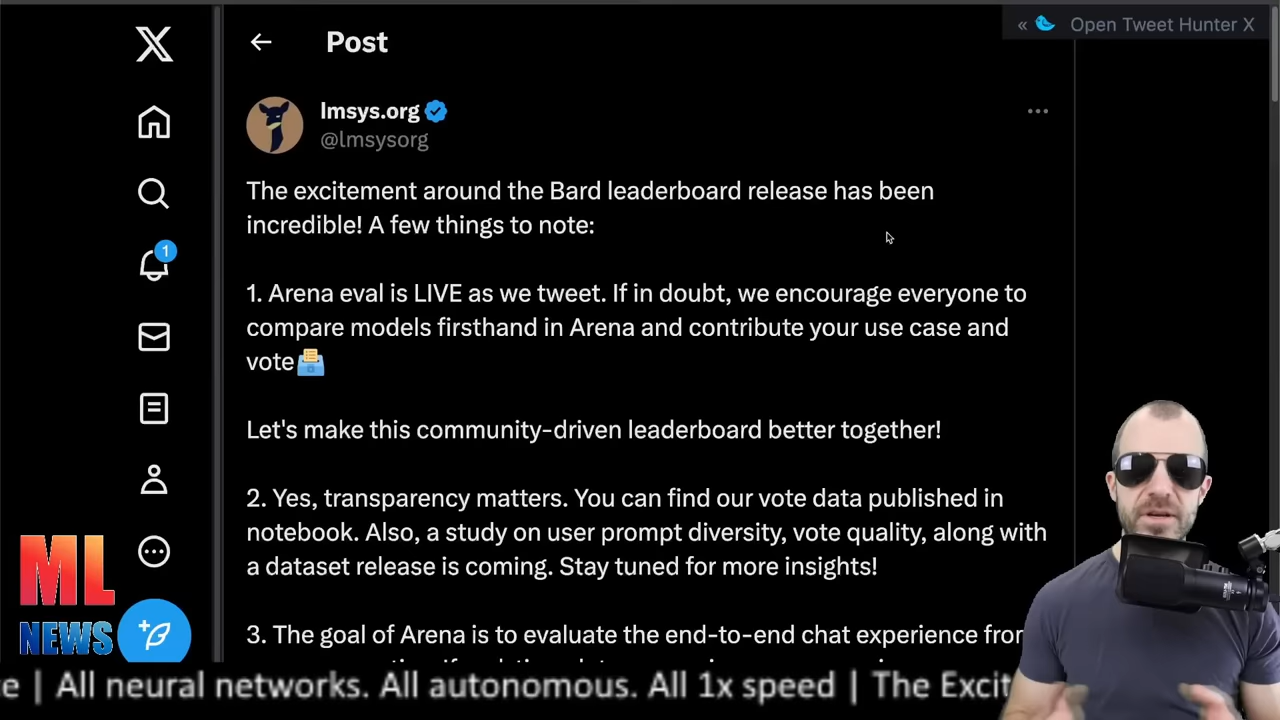 « Open Tweet Hunter X
Post
lmsys.org
@lmsysorg
The excitement around the Bard leaderboard release has been
incredible! A few things to note:
1. Arena eval is LIVE as we tweet. If in doubt, we encourage everyone to
compare models firsthand in Arena and contribute your use case and
vote
Let's make this community-driven leaderboard better together!
2. Yes, transparency matters. You can find our vote data published in
notebook. Also, a study on user prompt diversity, vote quality, along with
a dataset release is coming. Stay tuned for more insights!
3. The goal of Arena is to evaluate the end-to-end chat experience from
1
ML
NEWS
| All neural networks. All autonomous. All 1x speed | The Excit